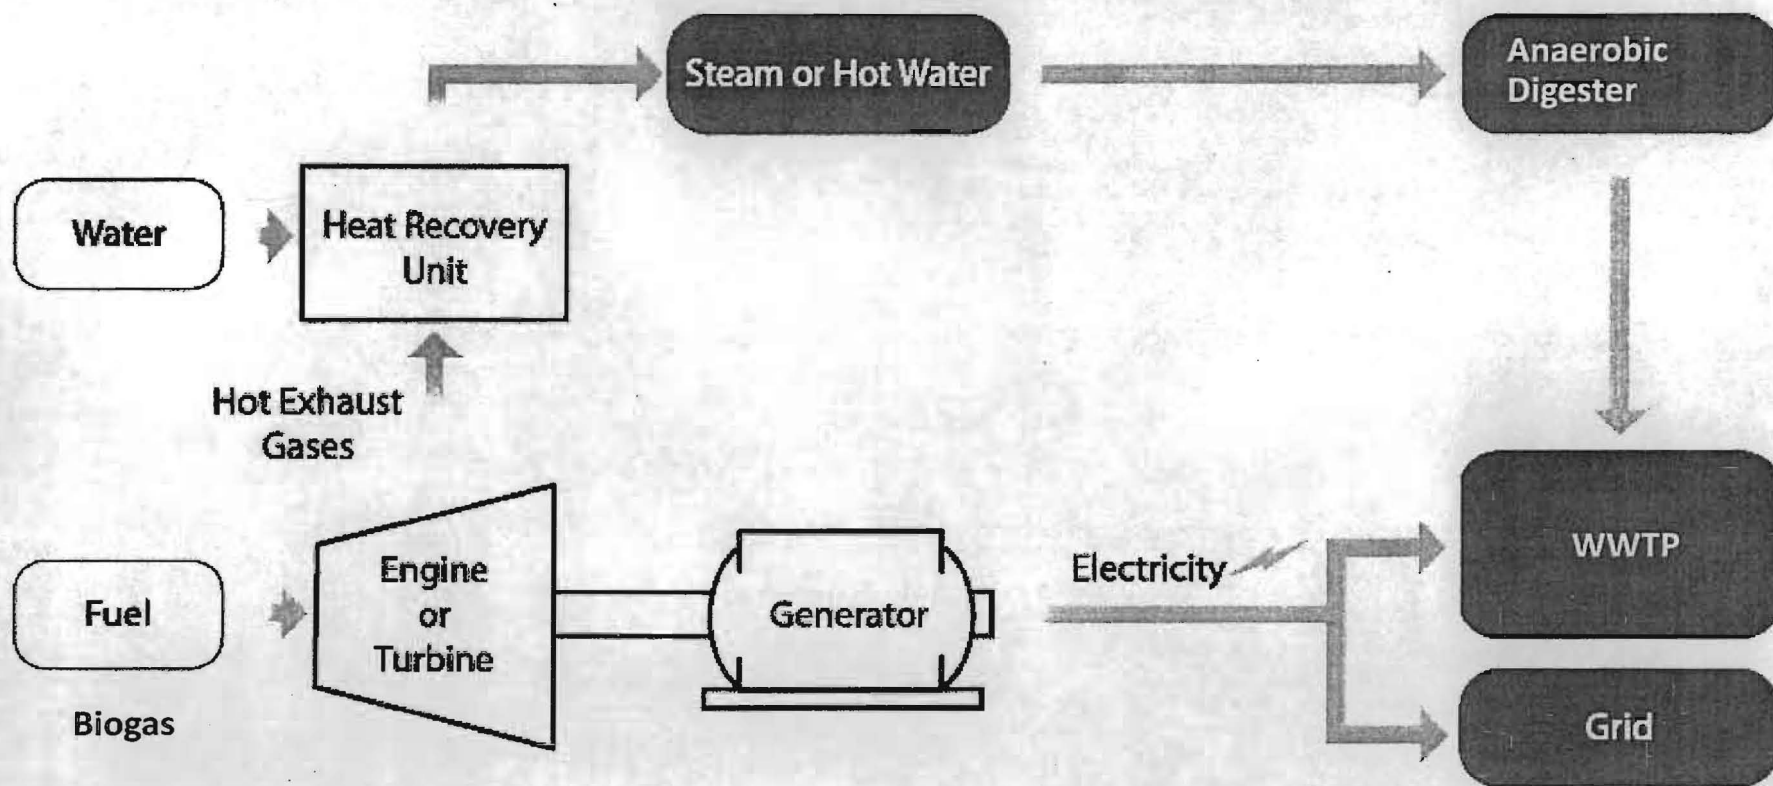 Steam or Hot Water
Anaerobic
Digester
Water
Heat Recovery
Unit
Hot Exhaust
Gases
Fuel
Biogas
Engine
or
Turbine
Generator
Electricity
WWTP
Grid